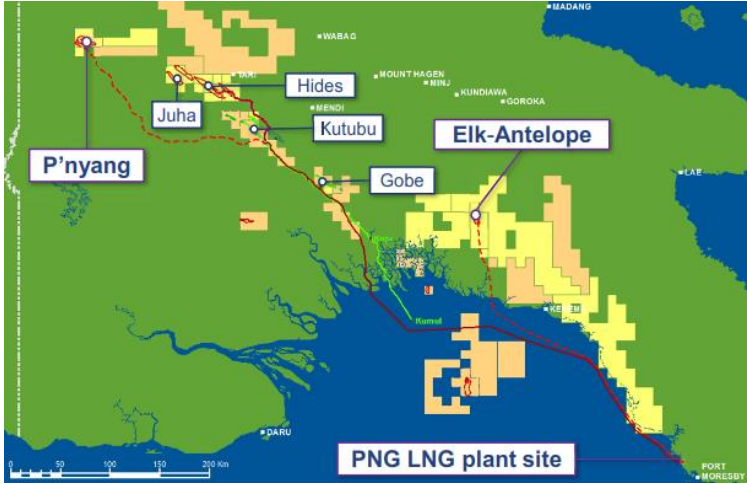 MADANG
WABAG
TARI
Hides
MOUNT HAGEN
MINJ
KUNDIAWA
GOROKA
Juha
MENDI
Kutubu
P'nyang
Elk-Antelope
Gobe
LAE
Kumul
DARU
PNG LNG plant site
PORT
MORESBY
0 50 100 150 200 Km